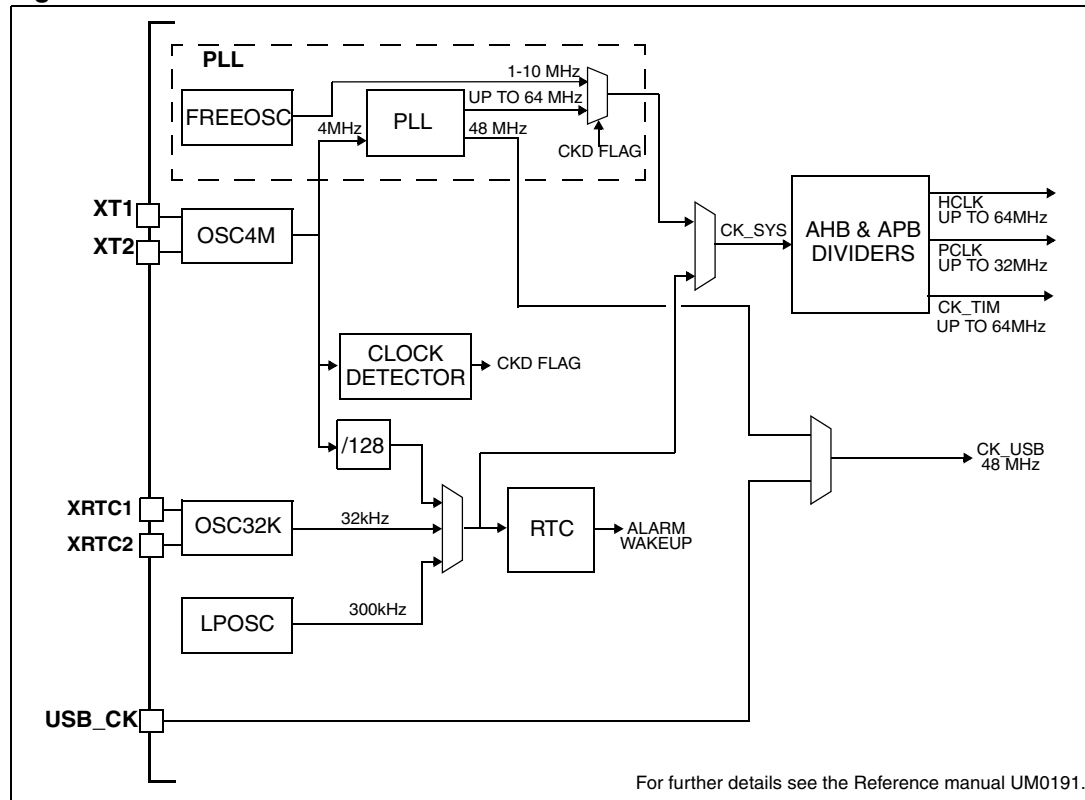 PLL
FREEOSC
1-10 MHz
UP TO 64 MHz
4MHz
PLL
48 MHz
CKD FLAG
XT1
XT2
OSC4M
CK_SYS
AHB & APB
DIVIDERS
HCLK
UP TO 64MHz
PCLK
UP TO 32MHz
CK_TIM
UP TO 64MHz
CLOCK
DETECTOR
CKD FLAG
/128
XRTC1
XRTC2
OSC32K
32kHz
RTC
ALARM
WAKEUP
CK_USB
48 MHz
LPOSC
300kHz
USB_CK
For further details see the Reference manual UM0191.